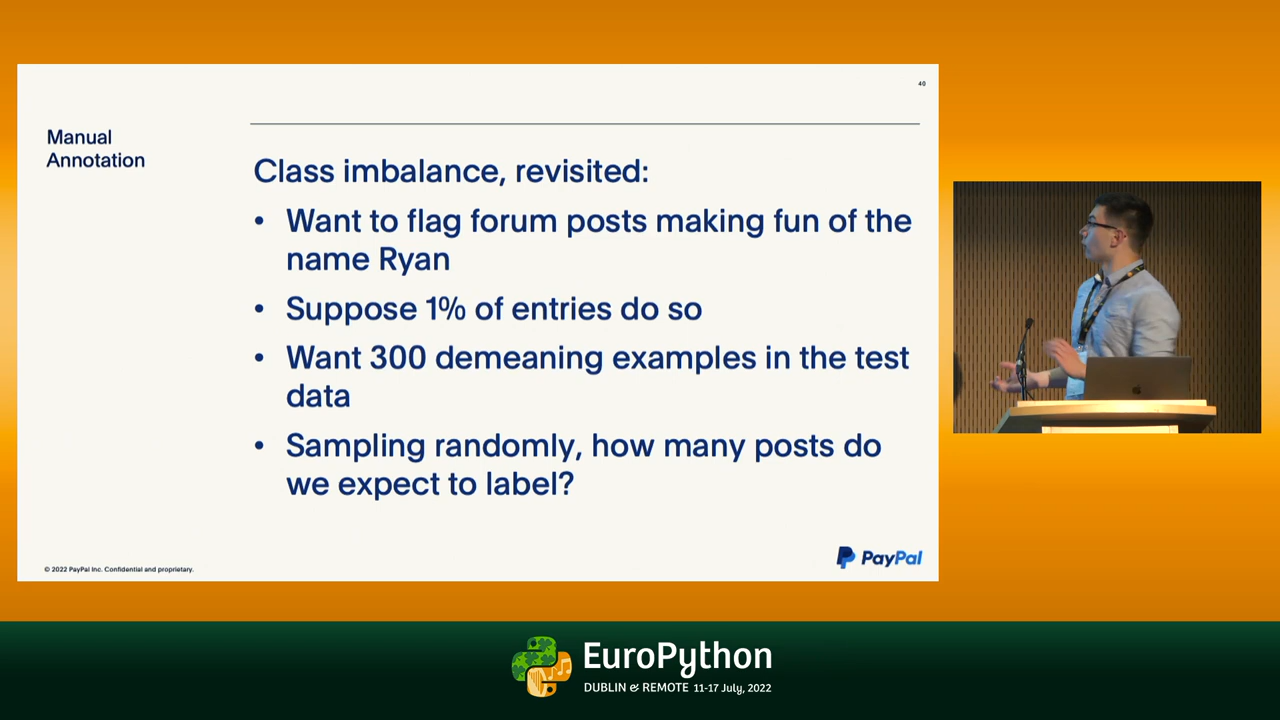 40
Manual
Annotation
Class imbalance, revisited:
• Want to flag forum posts making fun of the
name Ryan
• Suppose 1% of entries do so
• Want 300 demeaning examples in the test
data
• Sampling randomly, how many posts do
we expect to label?
© 2022 PayPal Inc. Confidential and proprietary.
PayPal
EuroPython
DUBLIN & REMOTE 11-17 July, 2022